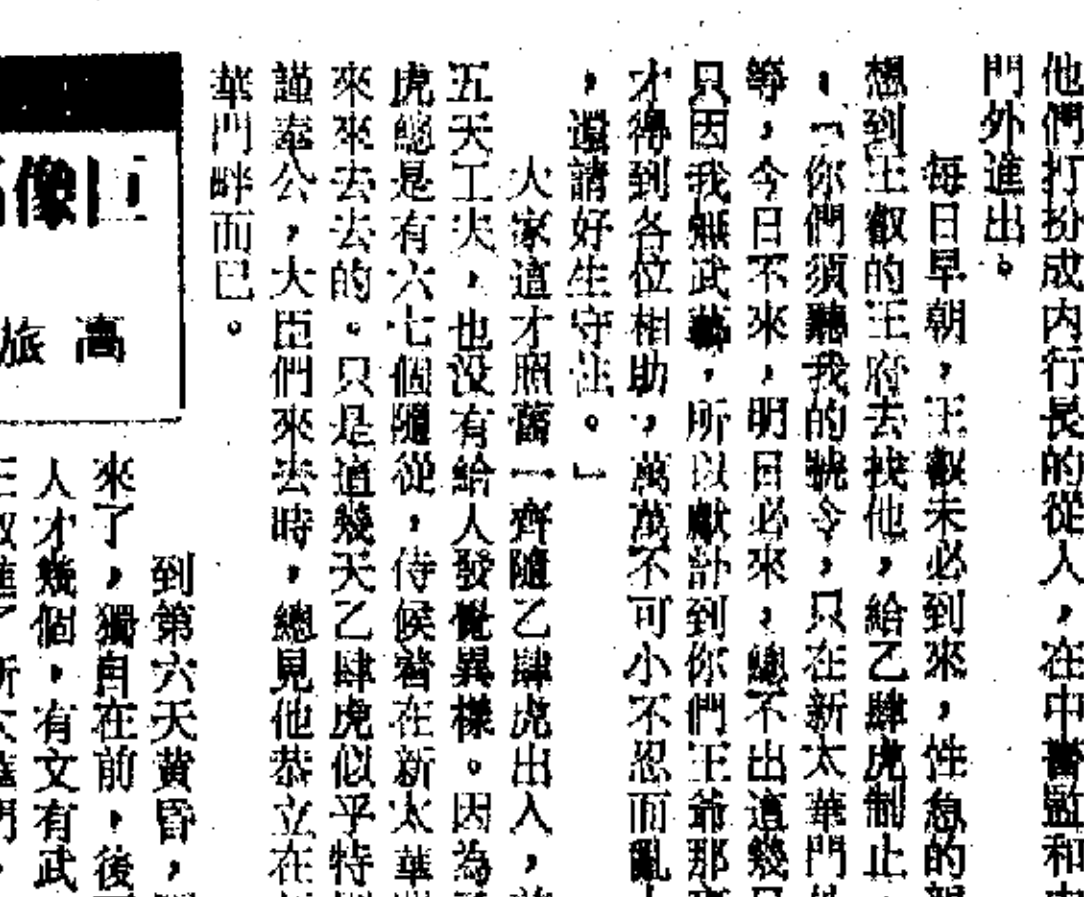 他們打扮成内行長的從人，在中書監和
門外進出。
每日早朝，王叡未必到來，性急的
想到王叡的王府去找他，給乙肆虎制止
，「你們須聽我的號令，只在新太華門
等，今日不來，明日必來，總不出這幾
只因我無武藝，所以獻計到你們王爺那
才得到各位相助，萬萬不可小不忍而亂
，還請好生守住。」
大家這才照舊一齊隨乙肆虎出入，
五天工夫，也没有給人發覺異樣。因為
虎總是有六七個隨從，侍候着在新太華
來來去去的。只是這幾天乙肆虎似乎特
謹奉公，大臣們來去時，總見他恭立在
華門畔而已。
巨像
高旅
到第六天黄昏，
來了，獨自在前，後
人才幾個，有文有武